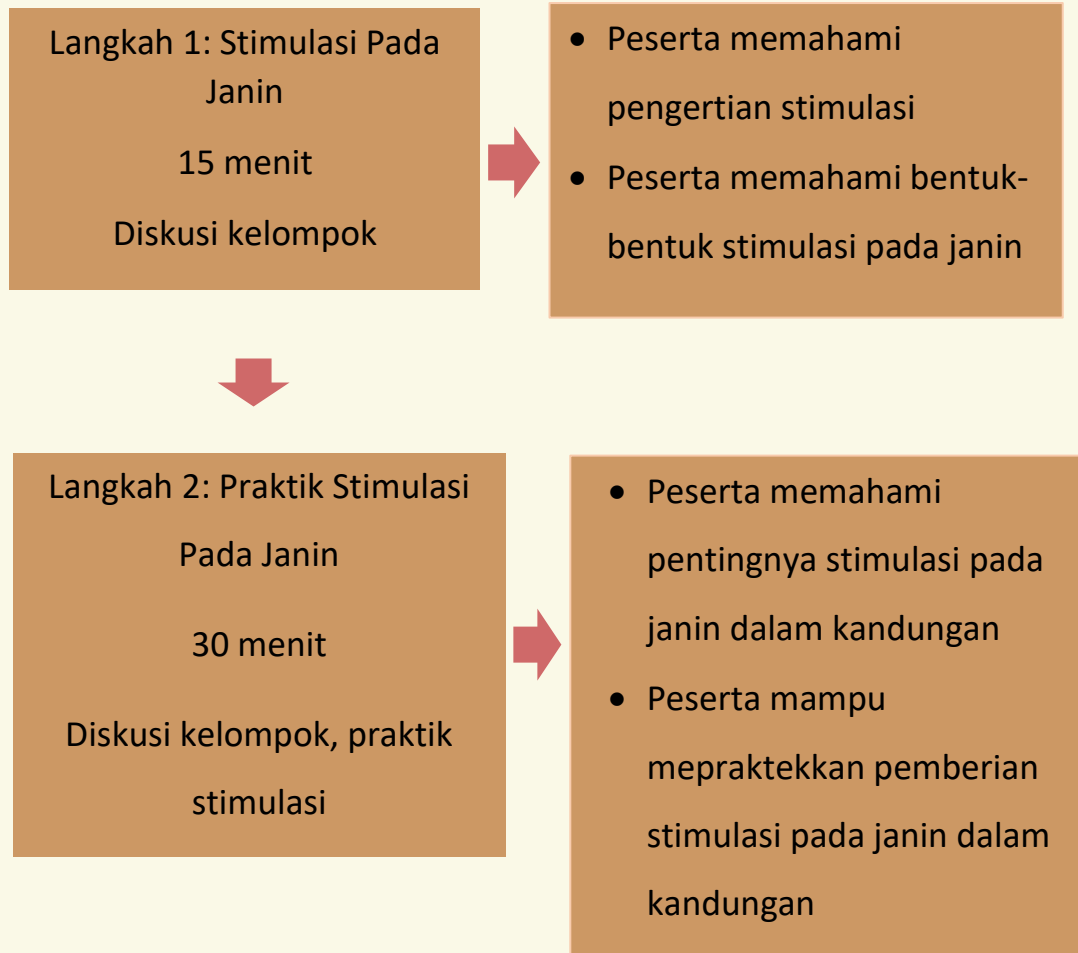 Langkah 1: Stimulasi Pada
Janin
15 menit
Diskusi kelompok
• Peserta memahami
pengertian stimulasi
• Peserta memahami bentuk-
bentuk stimulasi pada janin
Langkah 2: Praktik Stimulasi
Pada Janin
30 menit
Diskusi kelompok, praktik
stimulasi
• Peserta memahami
pentingnya stimulasi pada
janin dalam kandungan
• Peserta mampu
mepraktekkan pemberian
stimulasi pada janin dalam
kandungan